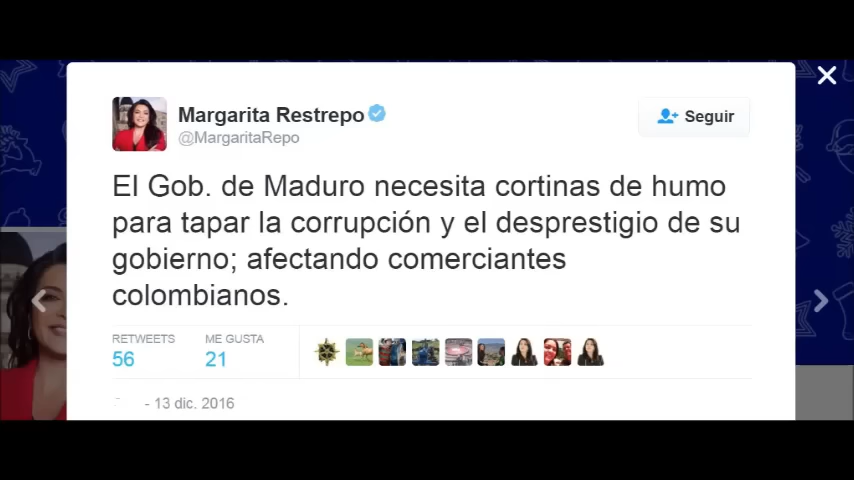 Margarita Restrepo
@MargaritaRepo
Seguir
El Gob. de Maduro necesita cortinas de humo
para tapar la corrupción y el desprestigio de su
gobierno; afectando comerciantes
colombianos.
RETWEETS
56
ME GUSTA
21
- 13 dic. 2016